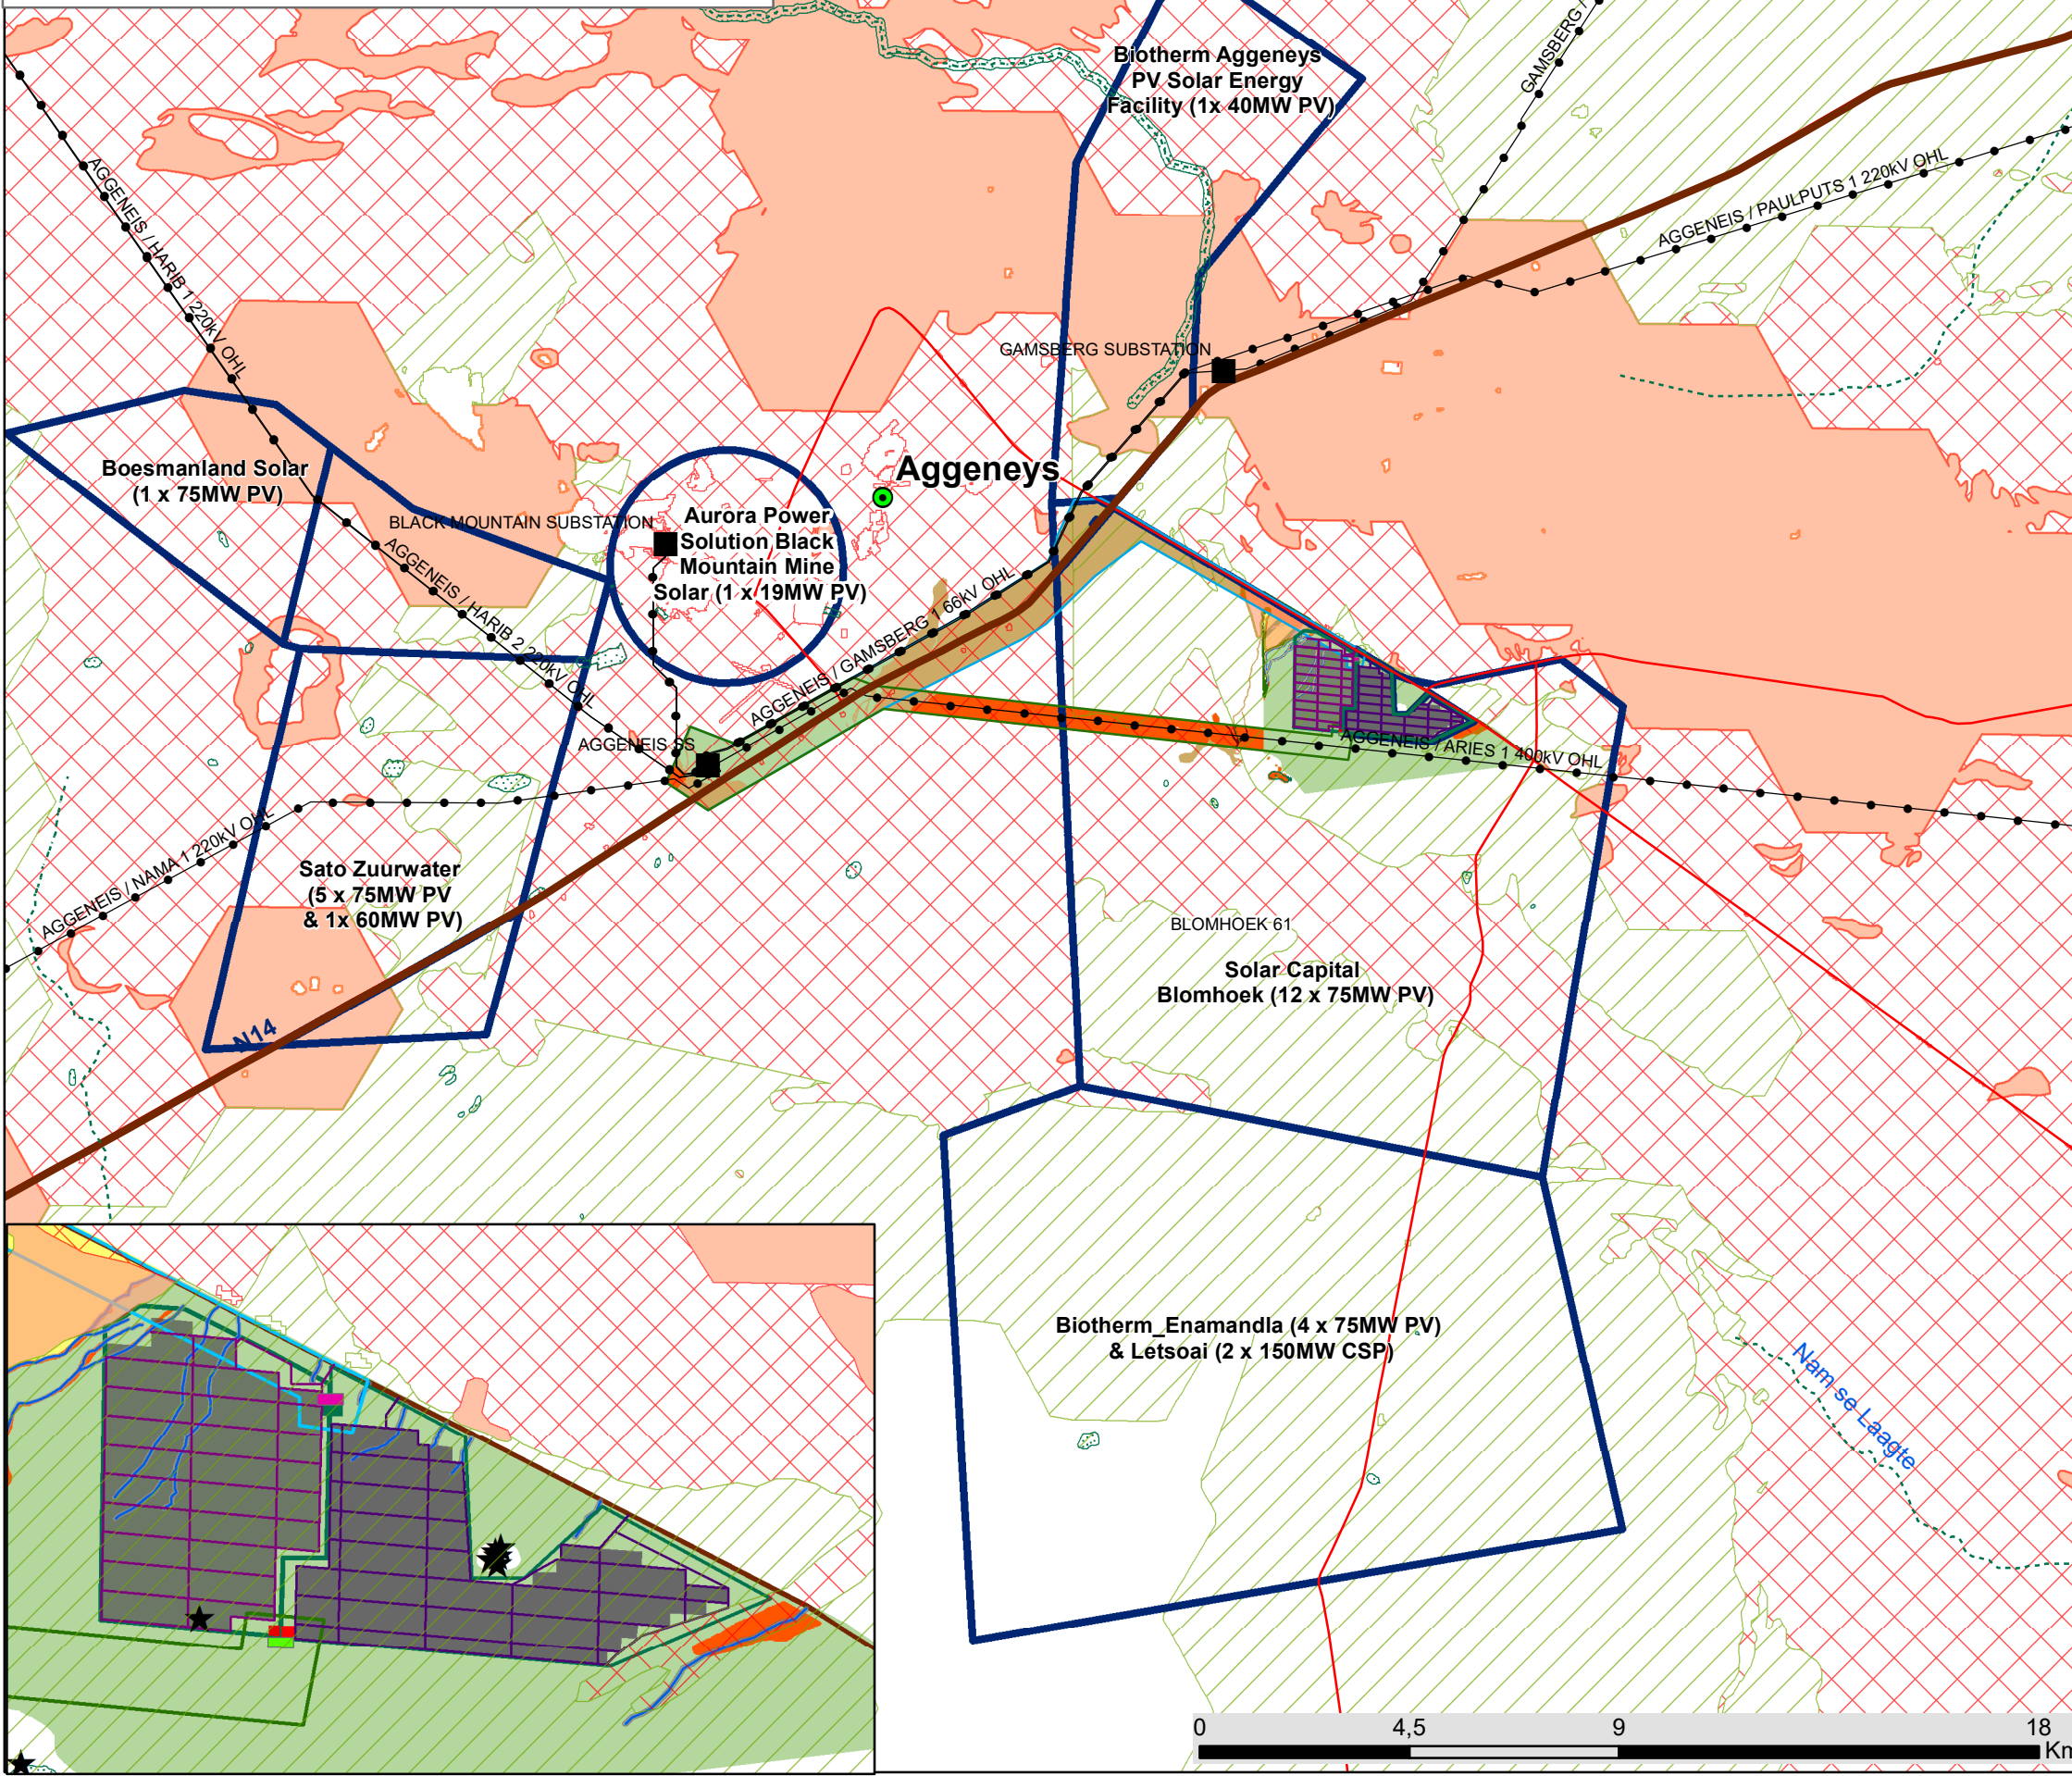 Biotherm Aggeneys
PV Solar Energy
Facility (1x 40MW PV)
GAMSBERG /
AGGENEIS / PAULPUTS 1 220kV OHL
AGGENEIS / HARIB 1 220kV OHL
GAMSBERG SUBSTATION
Aggeneys
Boesmanland Solar
(1 x 75MW PV)
BLACK MOUNTAIN SUBSTATION
Aurora Power
Solution Black
Mountain Mine
Solar (1 x 19MW PV)
AGGENEIS / HARIB 2 220kV OHL
AGGENEIS / GAMSBERG 1 66kV OHL
AGGENEIS SS
AGGENEIS / ARIES 1 400kV OHL
AGGENEIS / NAMA 1 220kV OHL
Sato Zuurwater
(5 x 75MW PV
& 1x 60MW PV)
BLOMHOEK 61
Solar Capital
Blomhoek (12 x 75MW PV)
N14
Biotherm_Enamandla (4 x 75MW PV)
& Letsoai (2 x 150MW CSP)
Nam se Laagte
0 4,5 9 18
Km